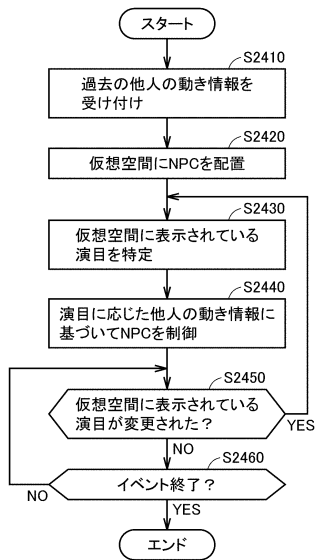 スタート
S2410
過去の他人の動き情報を
受け付け
S2420
仮想空間にNPCを配置
S2430
仮想空間に表示されている
演目を特定
S2440
演目に応じた他人の動き情報に
基づいてNPCを制御
S2450
仮想空間に表示されている
演目が変更された?
YES
NO
S2460
イベント終了?
NO
YES
エンド